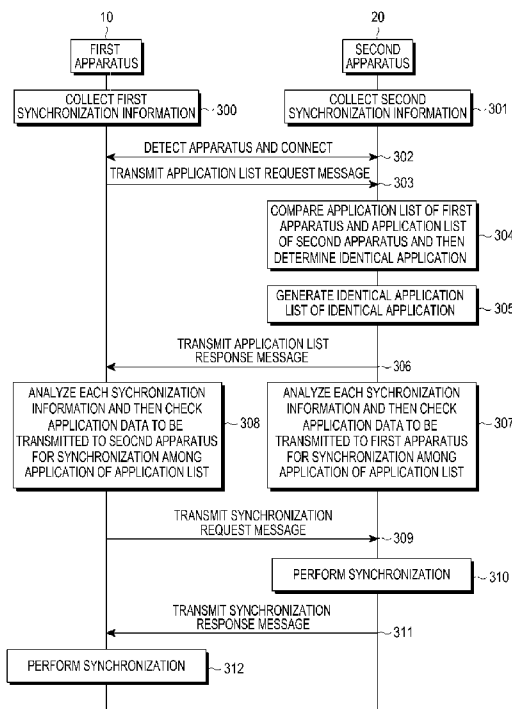 10
20
FIRST
APPARATUS
SECOND
APPARATUS
COLLECT FIRST
SYNCHRONIZATION INFORMATION
300
COLLECT SECOND
SYNCHRONIZATION INFORMATION
301
DETECT APPARATUS AND CONNECT
302
TRANSMIT APPLICATION LIST REQUEST MESSAGE
303
COMPARE APPLICATION LIST OF FIRST
APPARATUS AND APPLICATION LIST
OF SECOND APPARATUS AND THEN
DETERMINE IDENTICAL APPLICATION
304
GENERATE IDENTICAL APPLICATION
LIST OF IDENTICAL APPLICATION
305
TRANSMIT APPLICATION LIST
RESPONSE MESSAGE
306
ANALYZE EACH SYCHRONIZATION
INFORMATION AND THEN CHECK
APPLICATION DATA TO BE
TRANSMITTED TO SEOCND APPARATUS
FOR SYNCHRONIZATION AMONG
APPLICATION OF APPLICATION LIST
308
ANALYZE EACH SYCHRONIZATION
INFORMATION AND THEN CHECK
APPLICATION DATA TO BE
TRANSMITTED TO FIRST APPARATUS
FOR SYNCHRONIZATION AMONG
APPLICATION OF APPLICATION LIST
307
TRANSMIT SYNCHRONIZATION
REQUEST MESSAGE
309
PERFORM SYNCHRONIZATION
310
TRANSMIT SYNCHRONIZATION
RESPONSE MESSAGE
311
PERFORM SYNCHRONIZATION
312